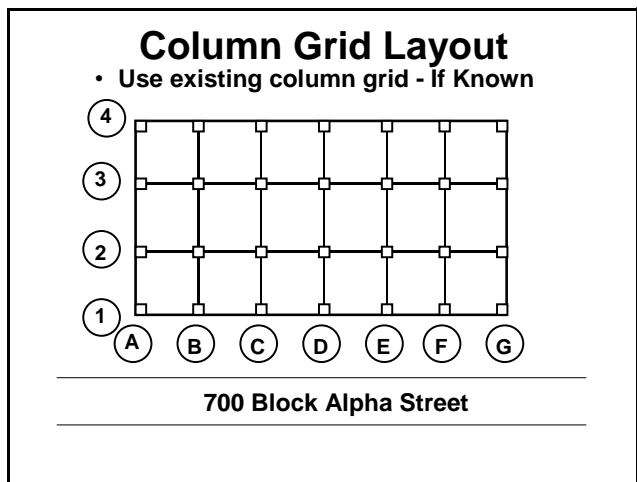 Column Grid Layout
• Use existing column grid - If Known
4
3
2
1
A B C D E F G
700 Block Alpha Street